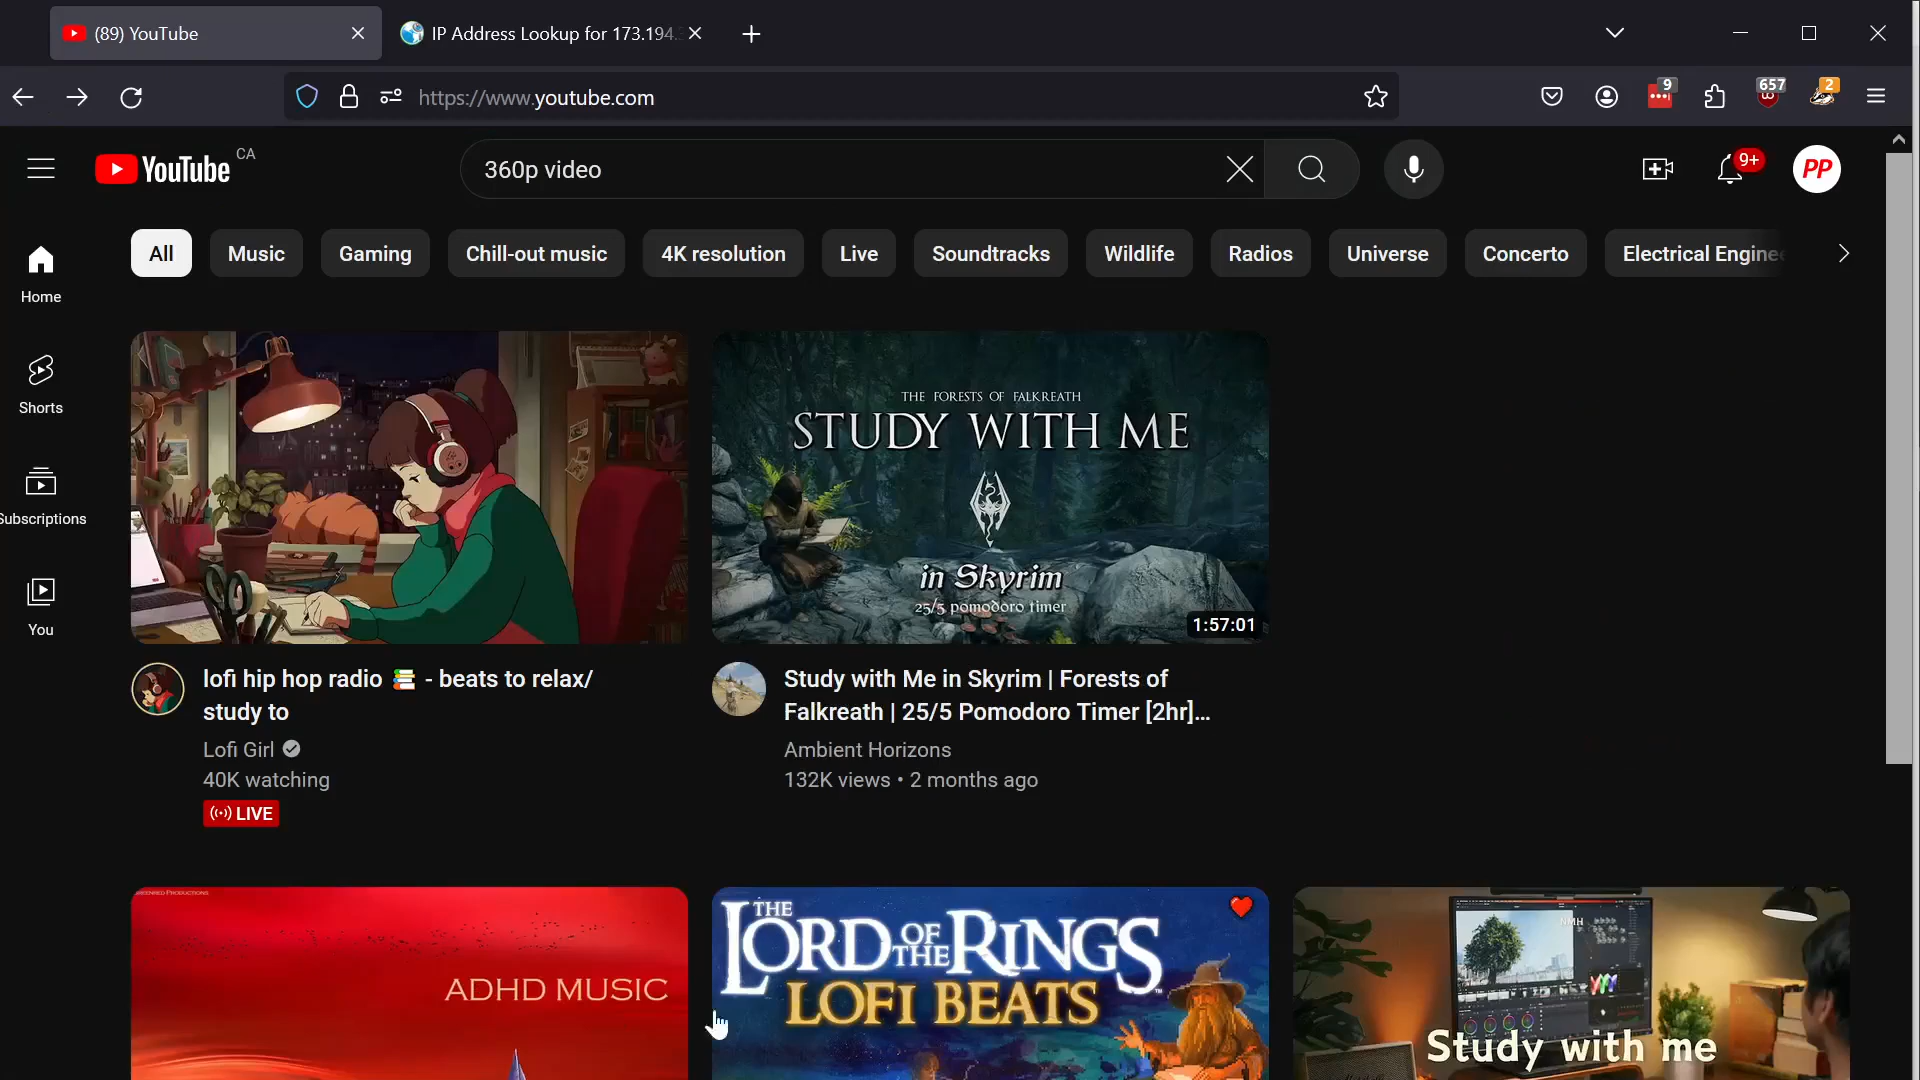 (89) YouTube
IP Address Lookup for 173.194.
9
657
2
https://www.youtube.com
YouTube CA
360p video
9+
PP
All
Music
Gaming
Chill-out music
4K resolution
Live
Soundtracks
Wildlife
Radios
Universe
Concerto
Electrical Enginee
Home
Shorts
Subscriptions
You
THE FORESTS OF FALKREATH
STUDY WITH ME
in Skyrim
25/5 pomodoro timer
1:57:01
lofi hip hop radio 📚 - beats to relax/
study to
Lofi Girl
40K watching
LIVE
Study with Me in Skyrim | Forests of
Falkreath | 25/5 Pomodoro Timer [2hr]...
Ambient Horizons
132K views • 2 months ago
ADHD MUSIC
THE
LORD OF THE RINGS
LOFI BEATS
NMH
Study with me